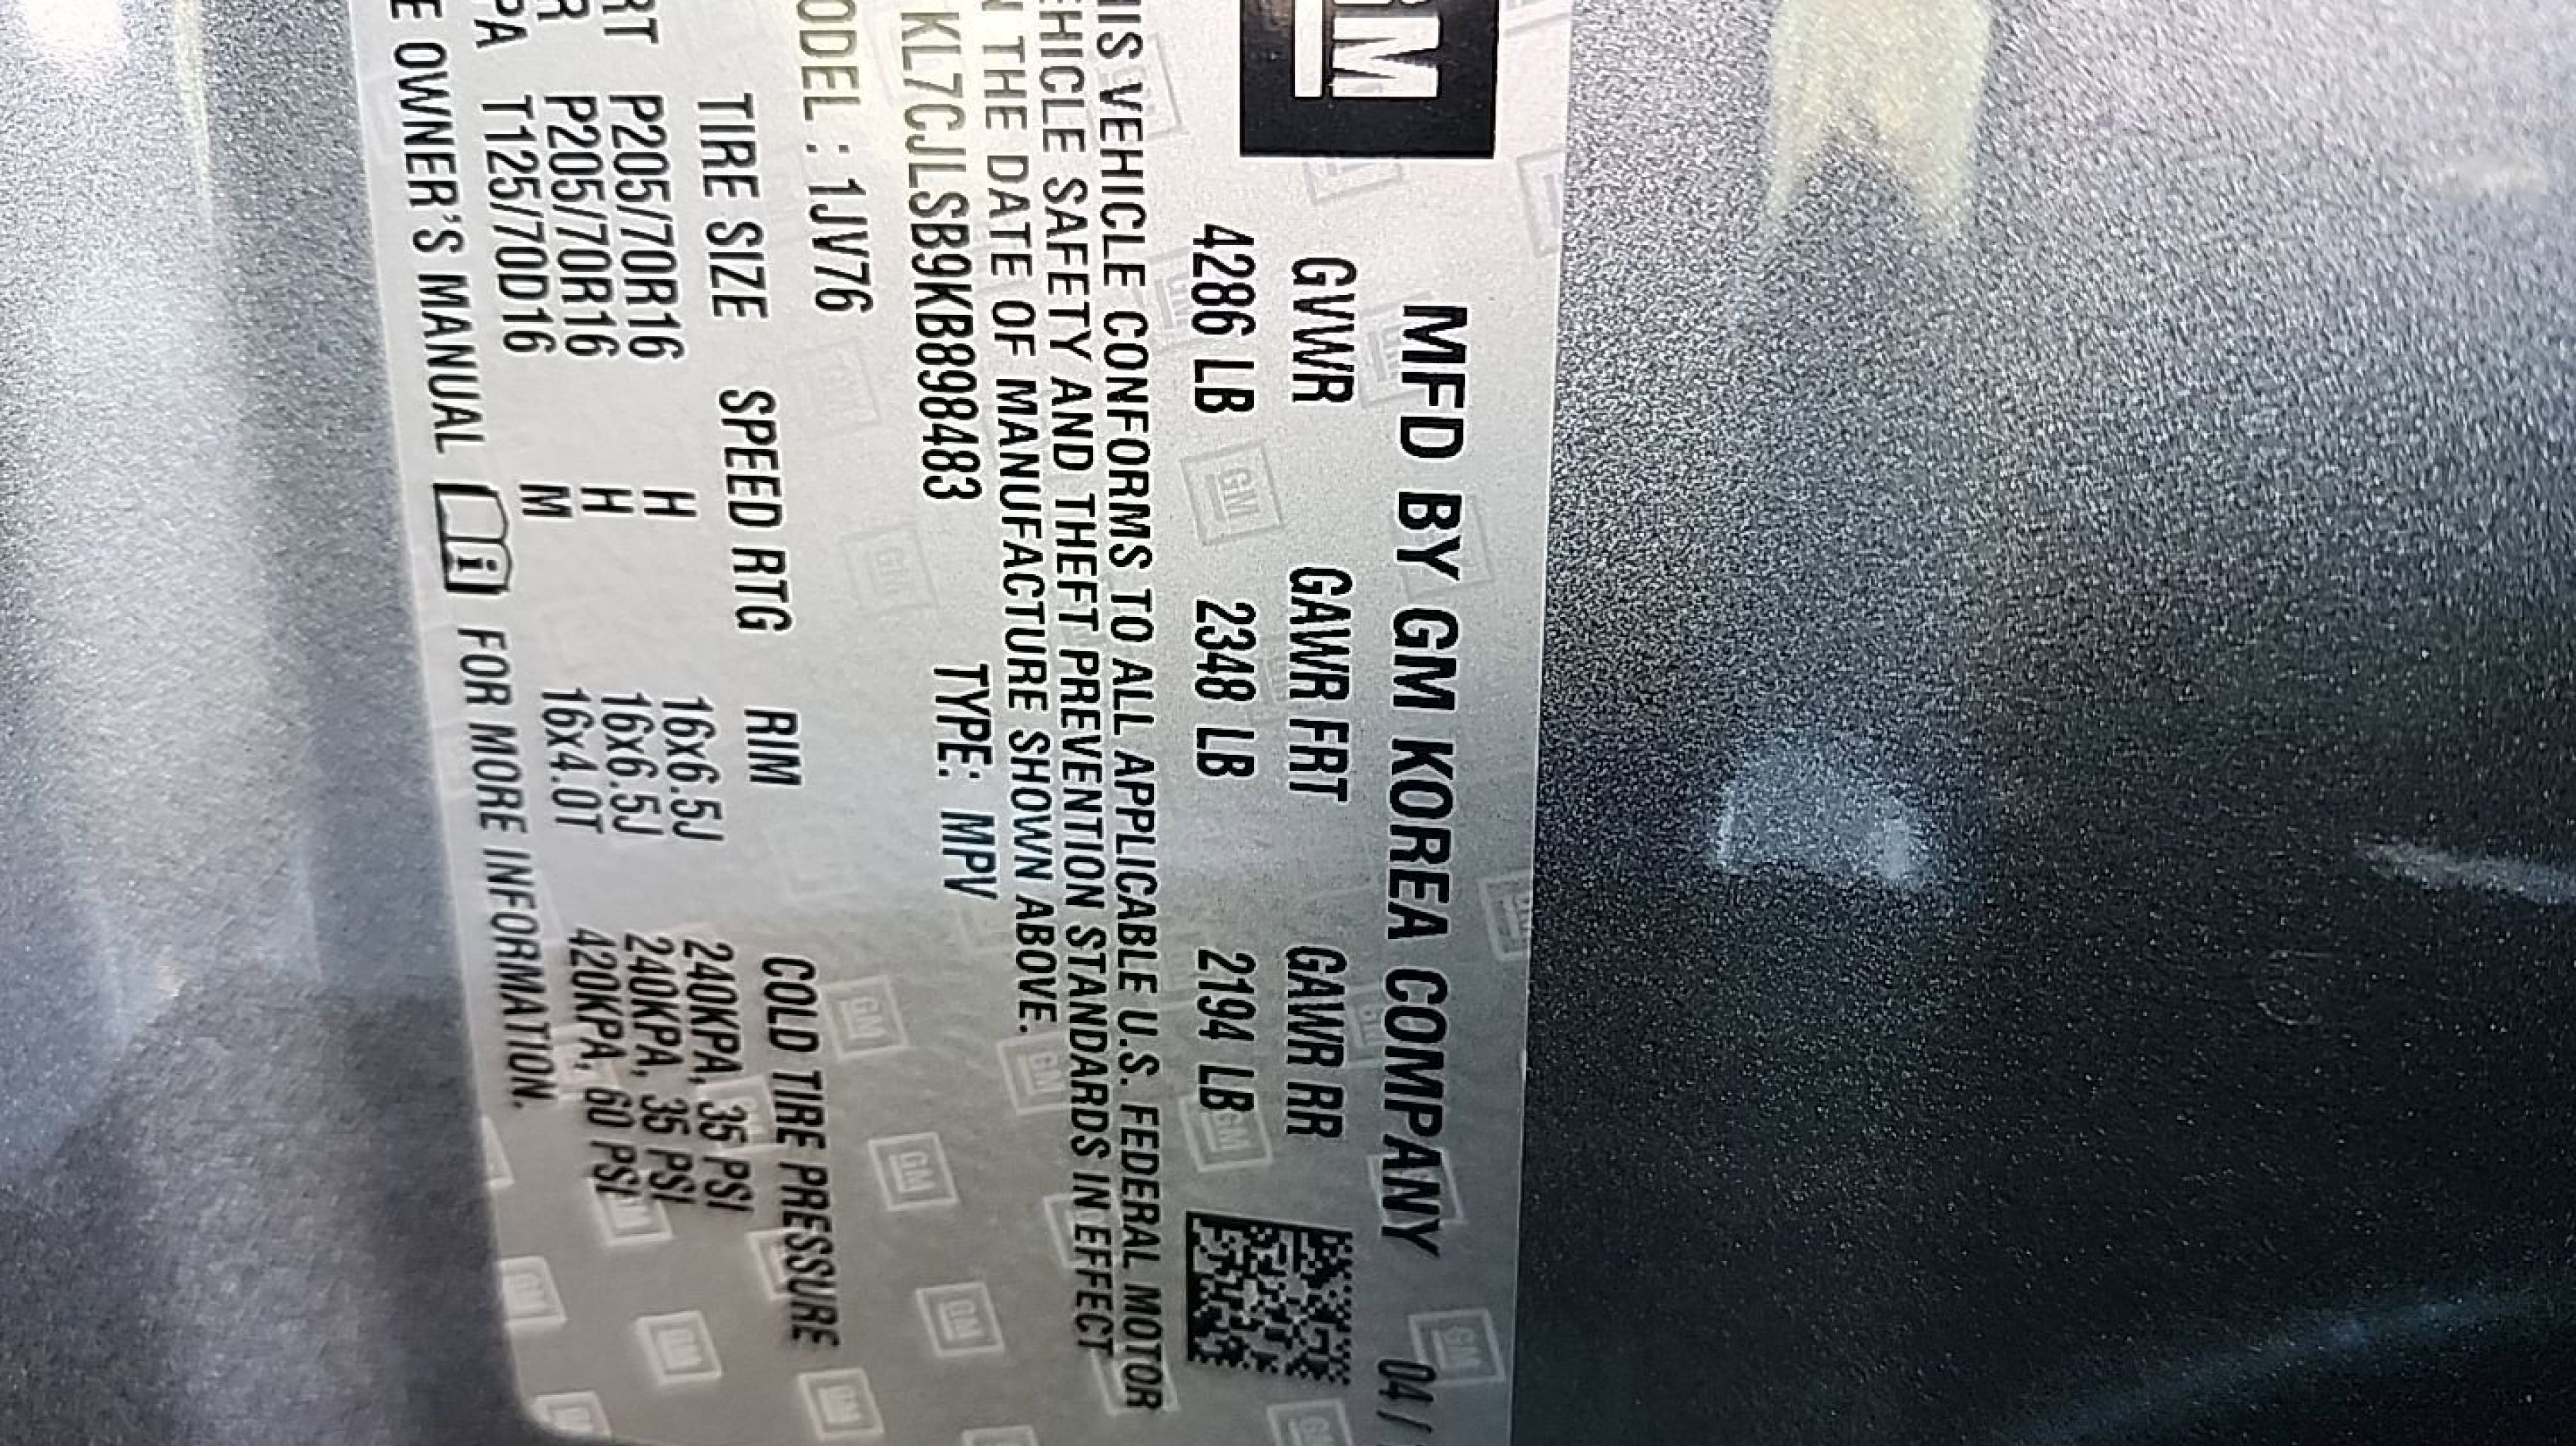 GM
MFD BY GM KOREA COMPANY 04/
GVWR GAWR FRT GAWR RR
4286 LB 2348 LB 2194 LB
HIS VEHICLE CONFORMS TO ALL APPLICABLE U.S. FEDERAL MOTOR
EHICLE SAFETY AND THEFT PREVENTION STANDARDS IN EFFECT
N THE DATE OF MANUFACTURE SHOWN ABOVE.
KL7CJLSB9KB898483 TYPE: MPV
ODEL : 1JV76
TIRE SIZE SPEED RTG RIM COLD TIRE PRESSURE
RT P205/70R16 H 16x6.5J 240KPA, 35 PSI
R P205/70R16 H 16x6.5J 240KPA, 35 PSI
PA T125/70D16 M 16x4.0T 420KPA, 60 PSI
E OWNER'S MANUAL i FOR MORE INFORMATION.